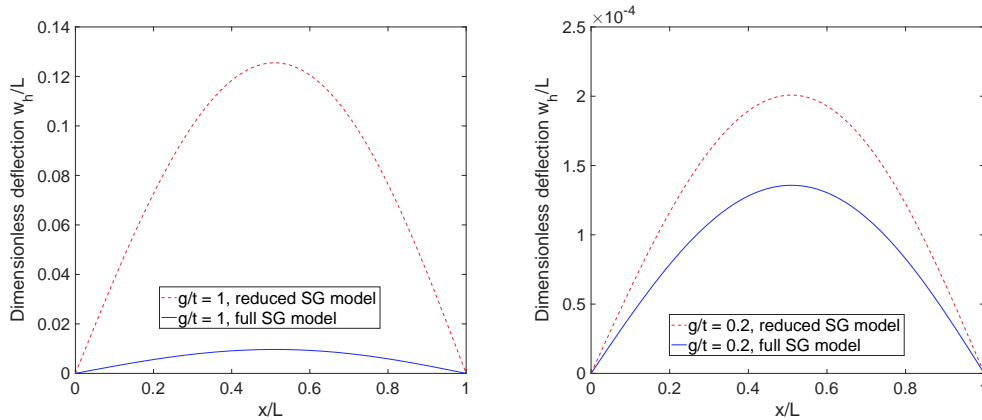 0.14
0.12
0.1
0.08
0.06
0.04
0.02
0
Dimensionless deflection w_h/L
g/t = 1, reduced SG model
g/t = 1, full SG model
0 0.2 0.4 0.6 0.8 1
x/L
×10^-4
2.5
2
1.5
1
0.5
0
Dimensionless deflection w_h/L
g/t = 0.2, reduced SG model
g/t = 0.2, full SG model
0 0.2 0.4 0.6 0.8 1
x/L